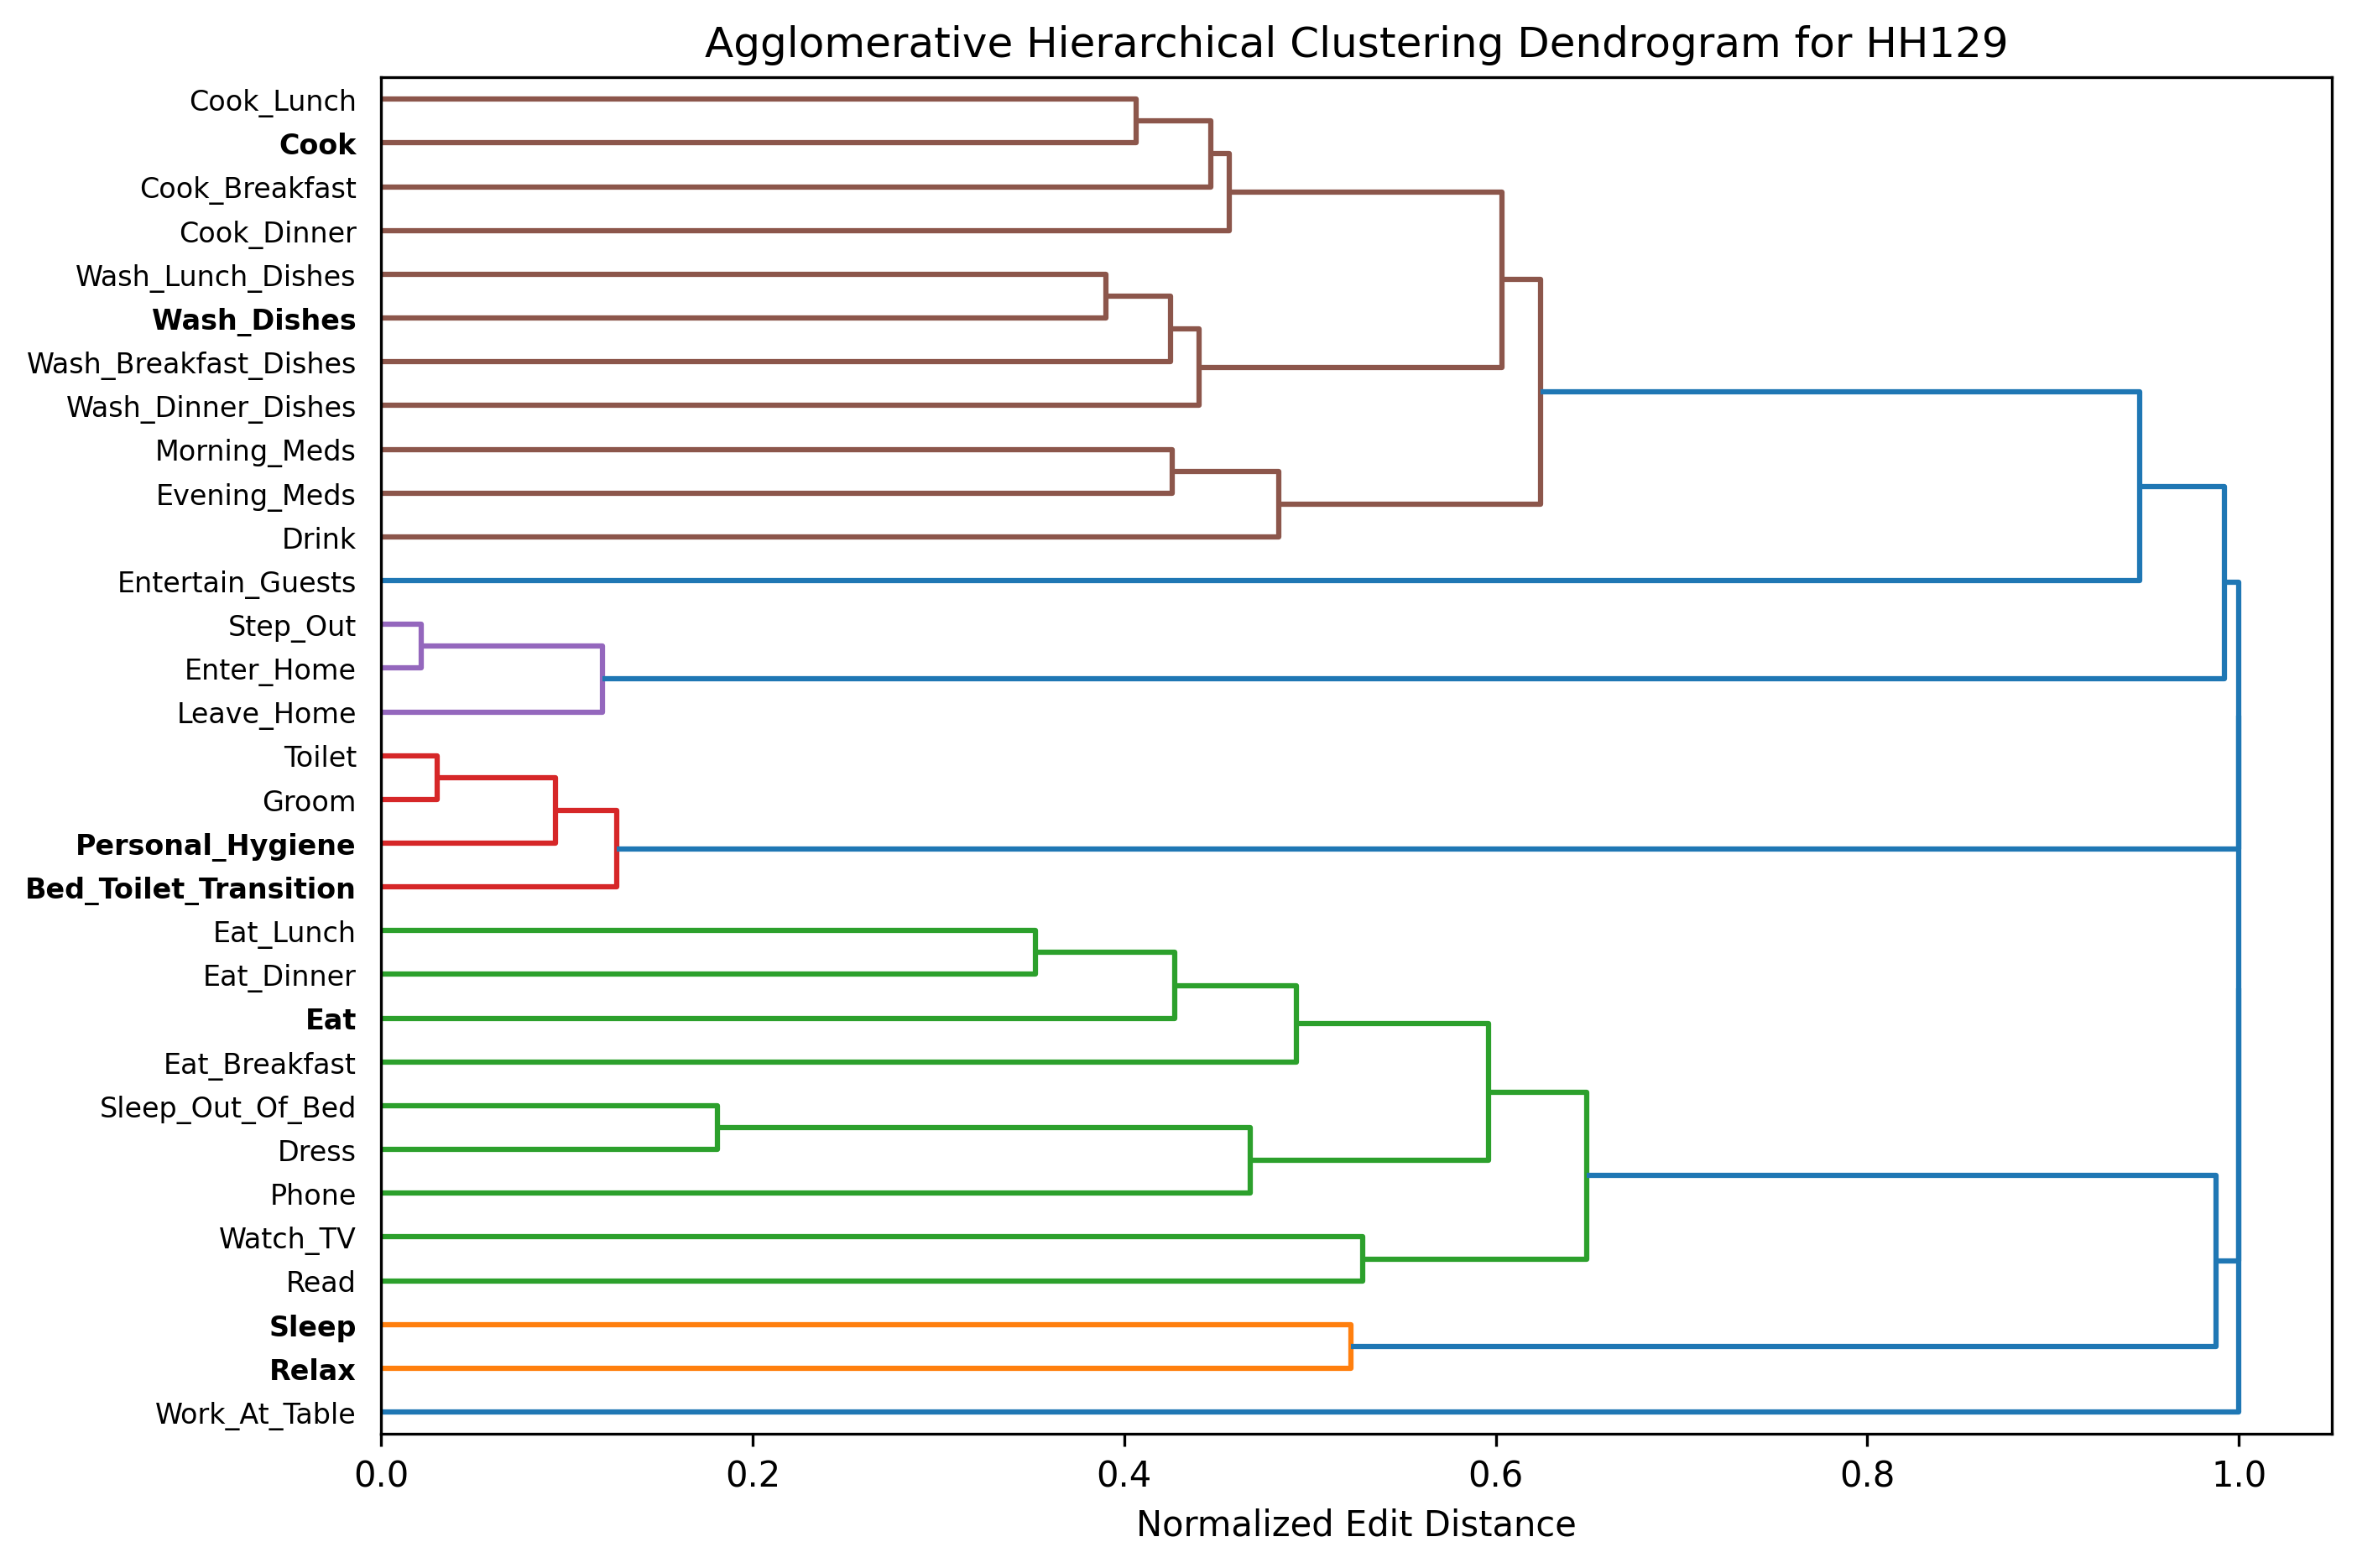 Agglomerative Hierarchical Clustering Dendrogram for HH129
Cook_Lunch
Cook
Cook_Breakfast
Cook_Dinner
Wash_Lunch_Dishes
Wash_Dishes
Wash_Breakfast_Dishes
Wash_Dinner_Dishes
Morning_Meds
Evening_Meds
Drink
Entertain_Guests
Step_Out
Enter_Home
Leave_Home
Toilet
Groom
Personal_Hygiene
Bed_Toilet_Transition
Eat_Lunch
Eat_Dinner
Eat
Eat_Breakfast
Sleep_Out_Of_Bed
Dress
Phone
Watch_TV
Read
Sleep
Relax
Work_At_Table
0.0 0.2 0.4 0.6 0.8 1.0
Normalized Edit Distance